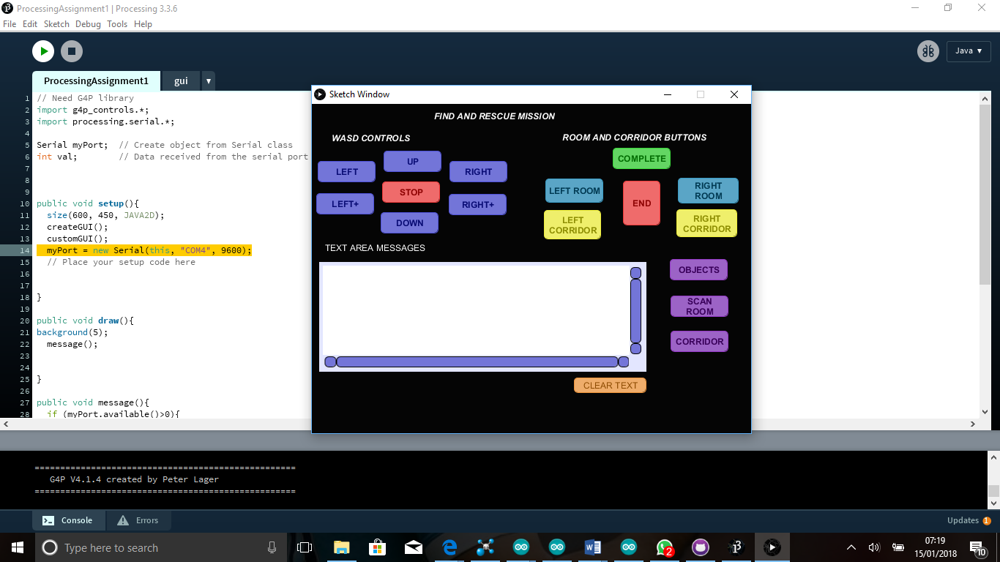 ProcessingAssignment1 | Processing 3.3.6
File Edit Sketch Debug Tools Help
Java ▼
ProcessingAssignment1 gui ▼
1 // Need G4P library
2 import g4p_controls.*;
3 import processing.serial.*;
4
5 Serial myPort;  // Create object from Serial class
6 int val;        // Data received from the serial port
7
8
9
10 public void setup(){
11   size(600, 450, JAVA2D);
12   createGUI();
13   customGUI();
14   myPort = new Serial(this, "COM4", 9600);
15   // Place your setup code here
16
17
18 }
19
20 public void draw(){
21 background(5);
22   message();
23
24
25 }
26
27 public void message(){
28   if (myPort.available()>0){
Sketch Window
FIND AND RESCUE MISSION
WASD CONTROLS
UP
LEFT
RIGHT
STOP
LEFT+
RIGHT+
DOWN
ROOM AND CORRIDOR BUTTONS
COMPLETE
LEFT ROOM
END
RIGHT
ROOM
LEFT
CORRIDOR
RIGHT
CORRIDOR
TEXT AREA MESSAGES
OBJECTS
SCAN
ROOM
CORRIDOR
CLEAR TEXT
===================================================
G4P V4.1.4 created by Peter Lager
===================================================
Console Errors
Updates 1
Type here to search
2
07:19
15/01/2018
10